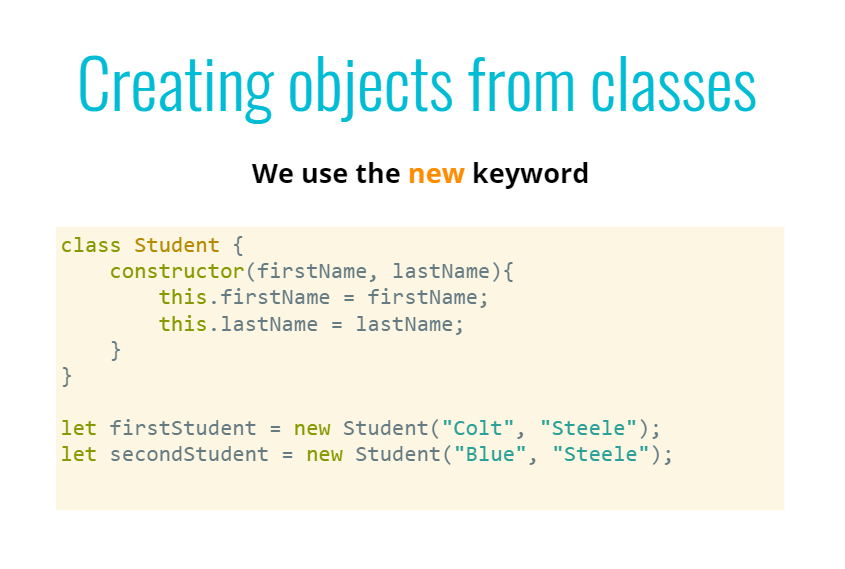 Creating objects from classes
We use the new keyword
class Student {
    constructor(firstName, lastName){
        this.firstName = firstName;
        this.lastName = lastName;
    }
}
let firstStudent = new Student("Colt", "Steele");
let secondStudent = new Student("Blue", "Steele");